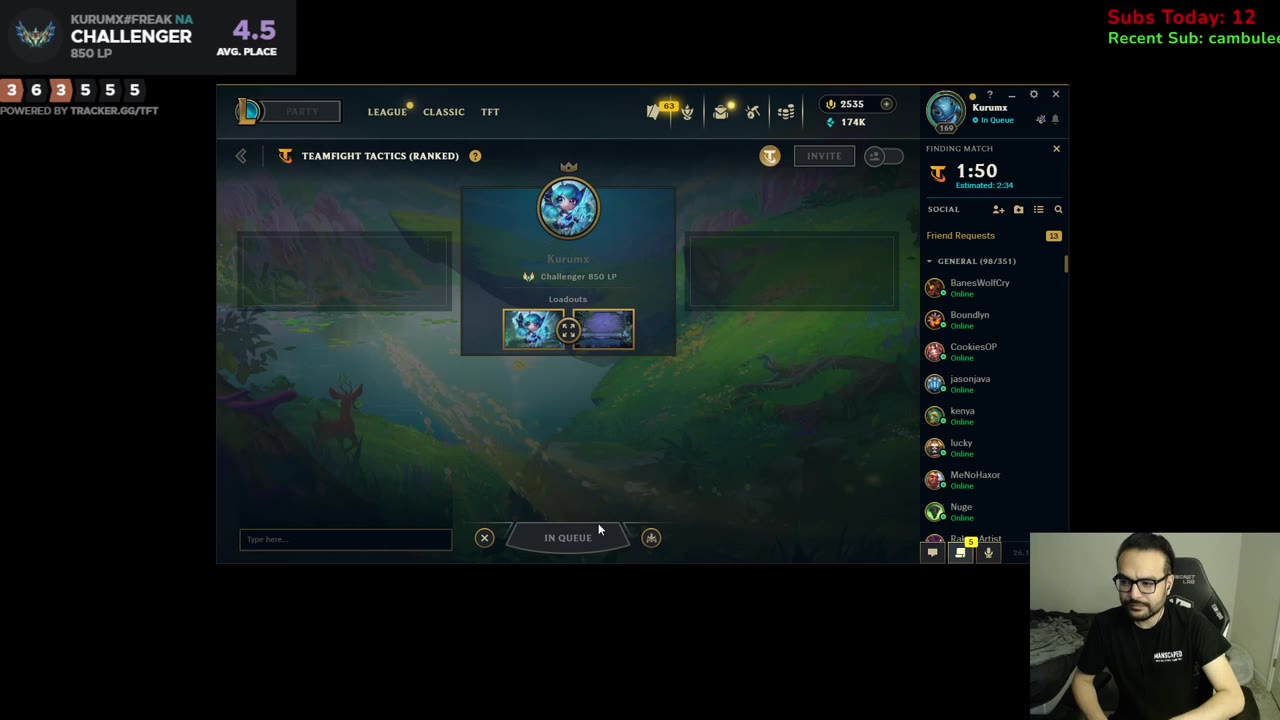 KURUMX#FREAK NA
CHALLENGER
850 LP
4.5
AVG. PLACE
3 6 3 5 5 5
POWERED BY TRACKER.GG/TFT
Subs Today: 12
Recent Sub: cambulee
PARTY
LEAGUE
CLASSIC
TFT
63
2535
174K
169
Kurumx
In Queue
TEAMFIGHT TACTICS (RANKED)
INVITE
FINDING MATCH
1:50
Estimated: 2:34
SOCIAL
Friend Requests
13
GENERAL (98/351)
BanesWolfCry
Online
Boundlyn
Online
CookiesOP
Online
jasonjava
Online
kenya
Online
lucky
Online
MeNoHaxor
Online
Nuge
Online
Kurumx
Challenger 850 LP
Loadouts
Type here...
IN QUEUE
5
26.1
SECRET
LAB
MANSCAPED